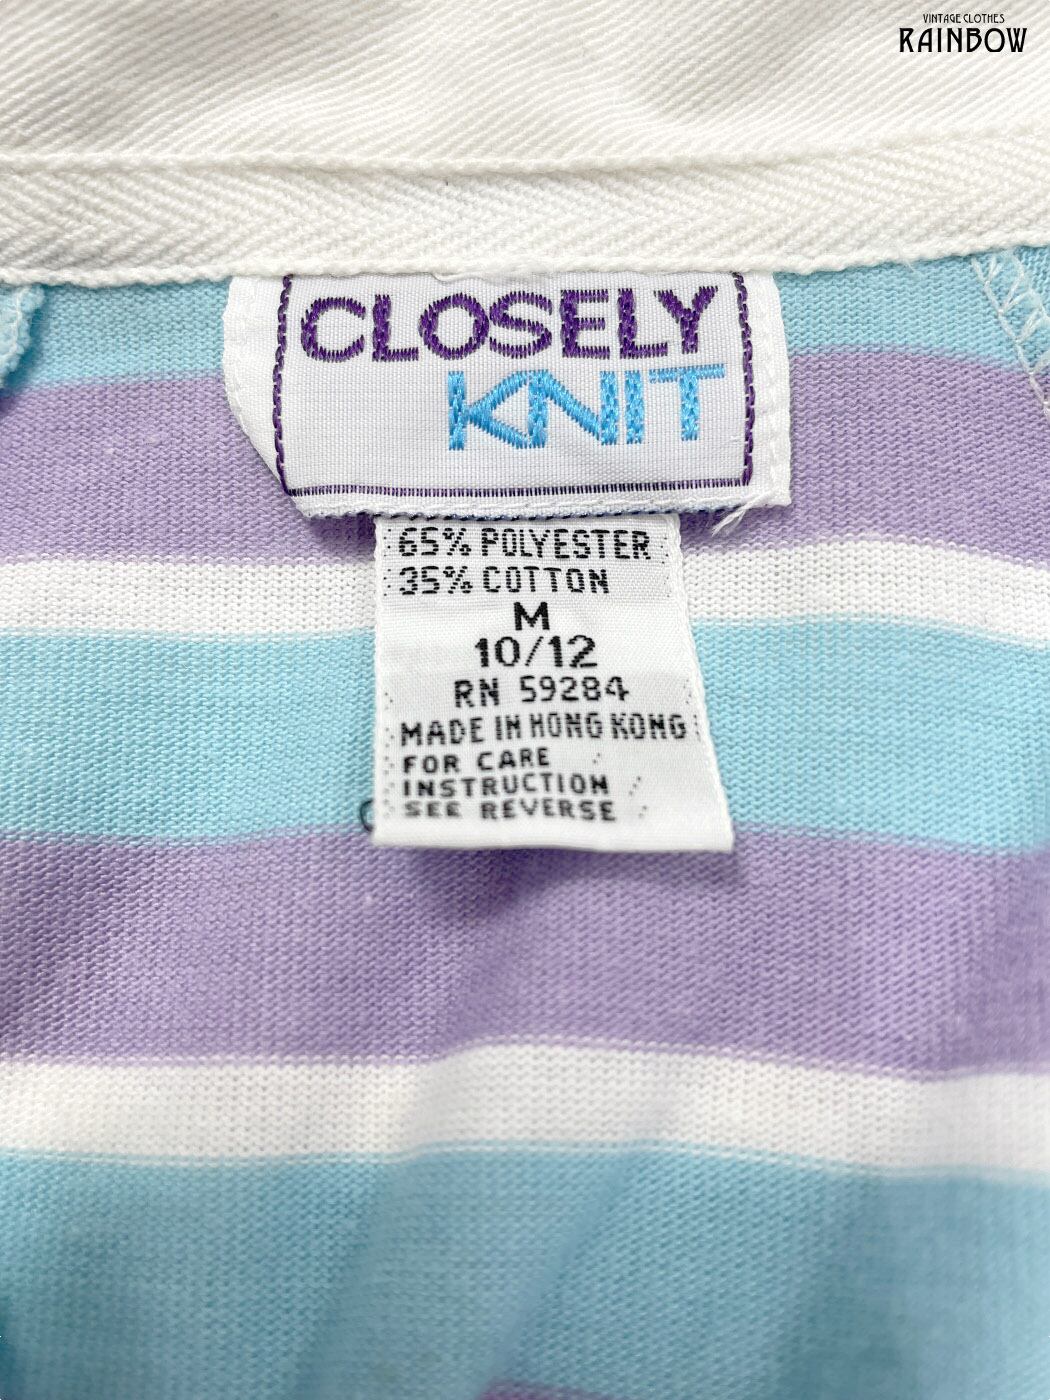 VINTAGE CLOTHES
RAINBOW
CLOSELY
KNIT
65% POLYESTER
35% COTTON
M
10/12
RN 59284
MADE IN HONG KONG
FOR CARE
INSTRUCTION
SEE REVERSE